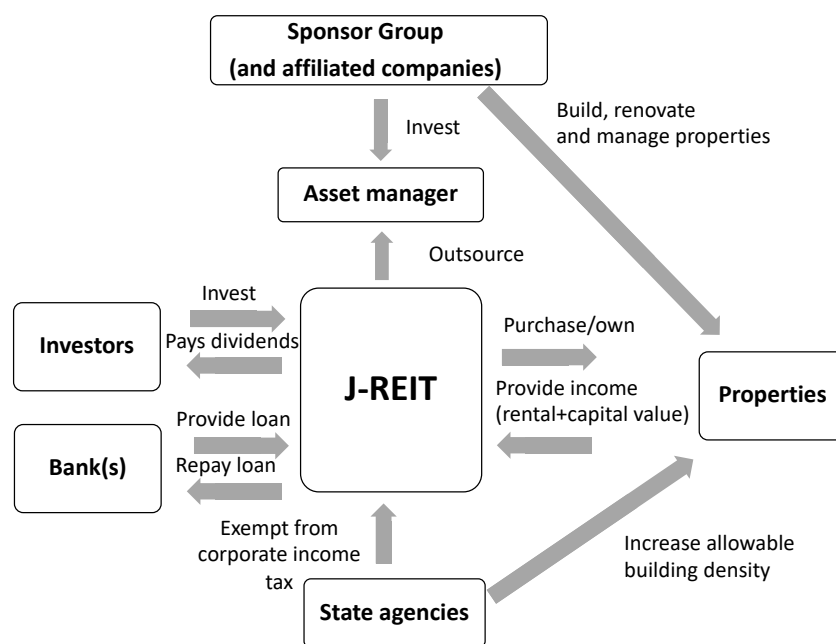 Sponsor Group
(and affiliated companies)
Build, renovate
and manage properties
Invest
Asset manager
Outsource
Invest
Investors
Pays dividends
J-REIT
Purchase/own
Provide income
(rental+capital value)
Properties
Provide loan
Bank(s)
Repay loan
Exempt from
corporate income
tax
Increase allowable
building density
State agencies